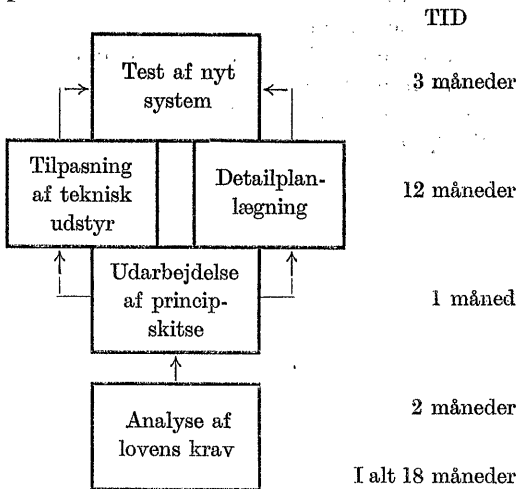 TID
Test af nyt
system
3 måneder
Tilpasning
af teknisk
udstyr
Detailplan-
lægning
12 måneder
Udarbejdelse
af princip-
skitse
1 måned
Analyse af
lovens krav
2 måneder
I alt 18 måneder